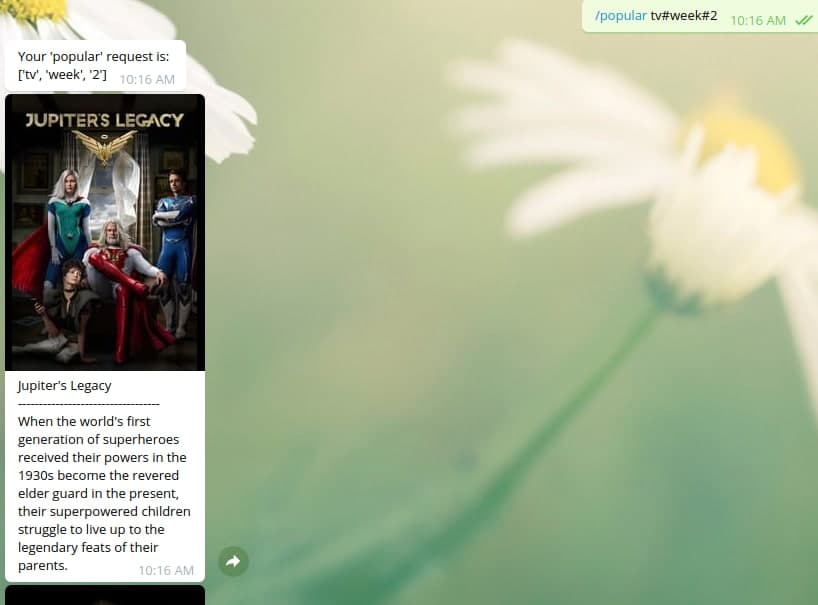 /popular tv#week#2 10:16 AM
Your 'popular' request is:
['tv', 'week', '2'] 10:16 AM
JUPITER'S LEGACY
Jupiter's Legacy
----------------------------------
When the world's first
generation of superheroes
received their powers in the
1930s become the revered
elder guard in the present,
their superpowered children
struggle to live up to the
legendary feats of their
parents. 10:16 AM